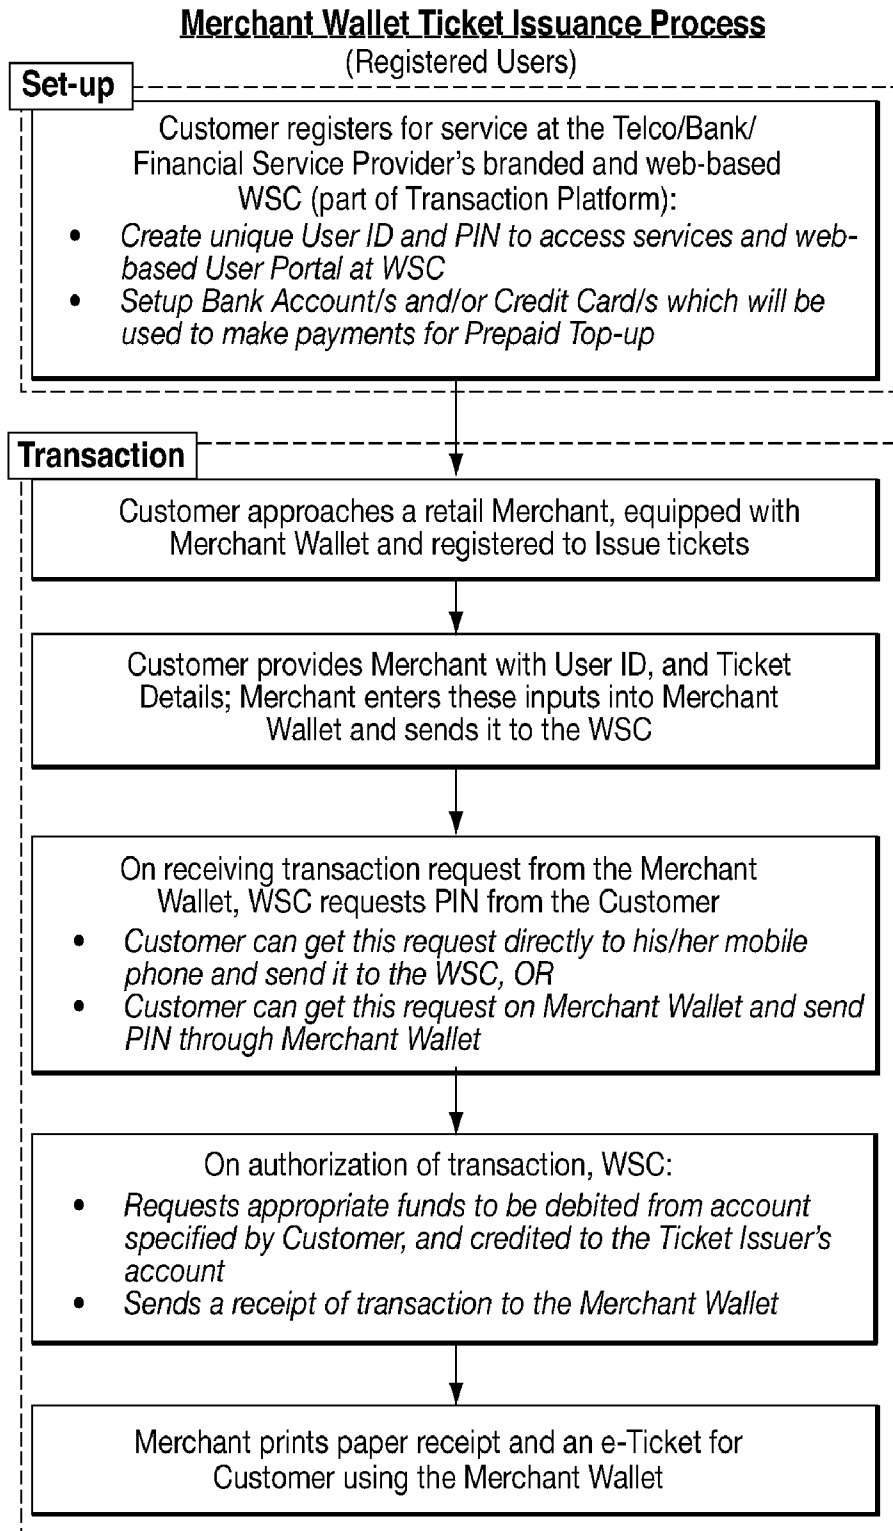 Merchant Wallet Ticket Issuance Process
(Registered Users)
Set-up
Customer registers for service at the Telco/Bank/
Financial Service Provider's branded and web-based
WSC (part of Transaction Platform):
• Create unique User ID and PIN to access services and web-
based User Portal at WSC
• Setup Bank Account/s and/or Credit Card/s which will be
used to make payments for Prepaid Top-up
Transaction
Customer approaches a retail Merchant, equipped with
Merchant Wallet and registered to Issue tickets
Customer provides Merchant with User ID, and Ticket
Details; Merchant enters these inputs into Merchant
Wallet and sends it to the WSC
On receiving transaction request from the Merchant
Wallet, WSC requests PIN from the Customer
• Customer can get this request directly to his/her mobile
phone and send it to the WSC, OR
• Customer can get this request on Merchant Wallet and send
PIN through Merchant Wallet
On authorization of transaction, WSC:
• Requests appropriate funds to be debited from account
specified by Customer, and credited to the Ticket Issuer's
account
• Sends a receipt of transaction to the Merchant Wallet
Merchant prints paper receipt and an e-Ticket for
Customer using the Merchant Wallet